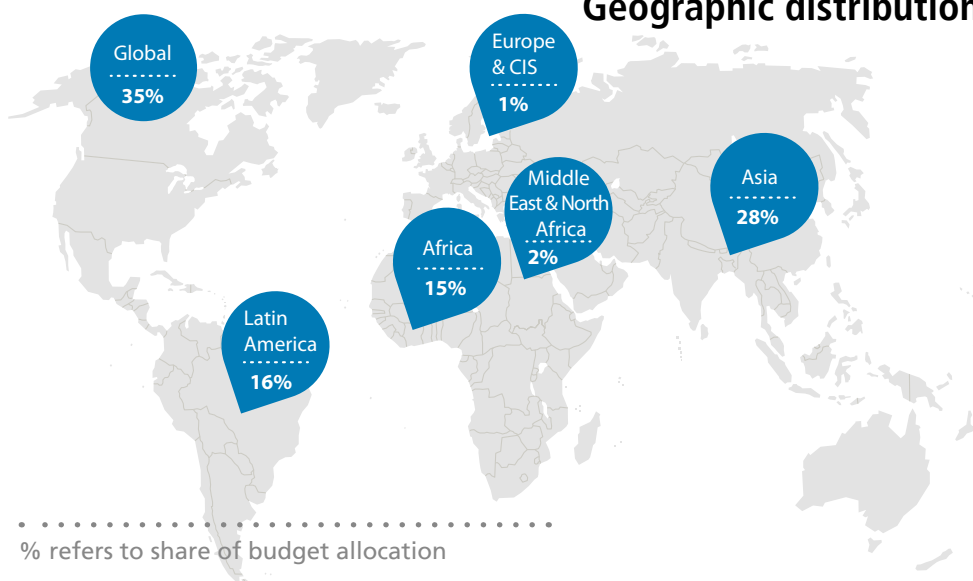 Geographic distribution
Global
35%
Europe
& CIS
1%
Middle
East & North
Africa
2%
Asia
28%
Africa
15%
Latin
America
16%
% refers to share of budget allocation